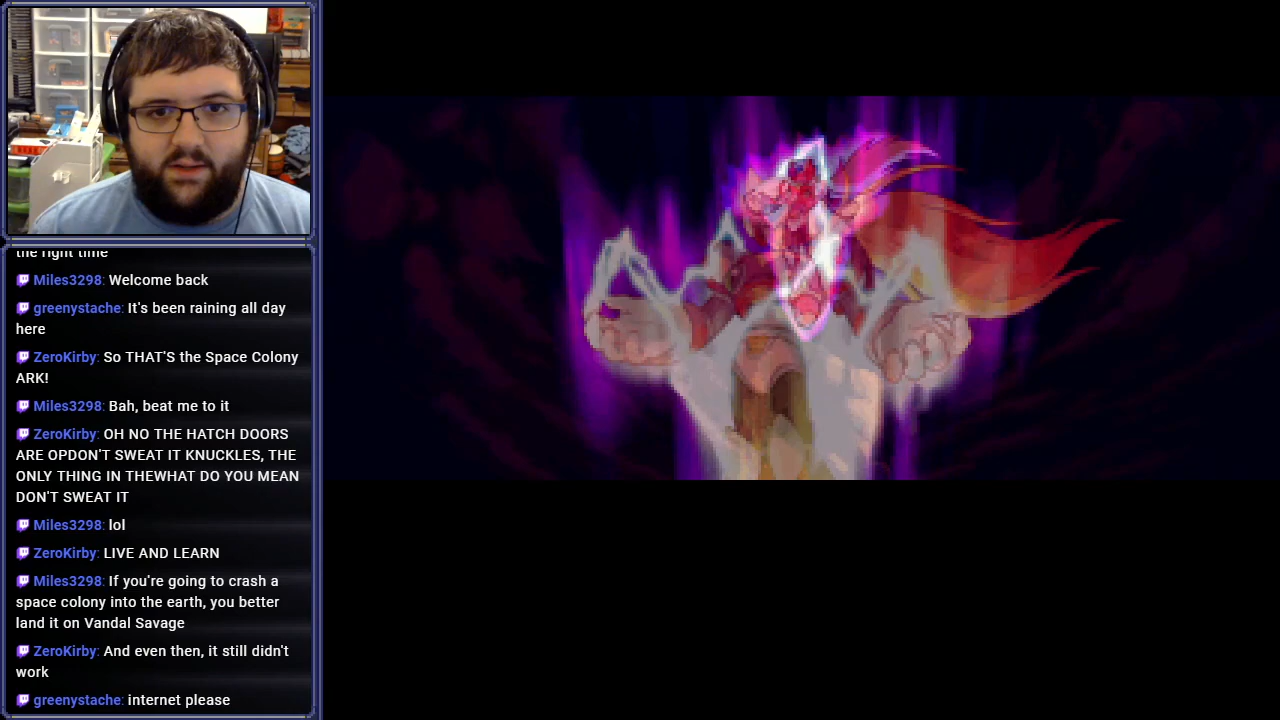 the right time
Miles3298: Welcome back
greenystache: It's been raining all day
here
ZeroKirby: So THAT'S the Space Colony
ARK!
Miles3298: Bah, beat me to it
ZeroKirby: OH NO THE HATCH DOORS
ARE OPDON'T SWEAT IT KNUCKLES, THE
ONLY THING IN THEWHAT DO YOU MEAN
DON'T SWEAT IT
Miles3298: lol
ZeroKirby: LIVE AND LEARN
Miles3298: If you're going to crash a
space colony into the earth, you better
land it on Vandal Savage
ZeroKirby: And even then, it still didn't
work
greenystache: internet please